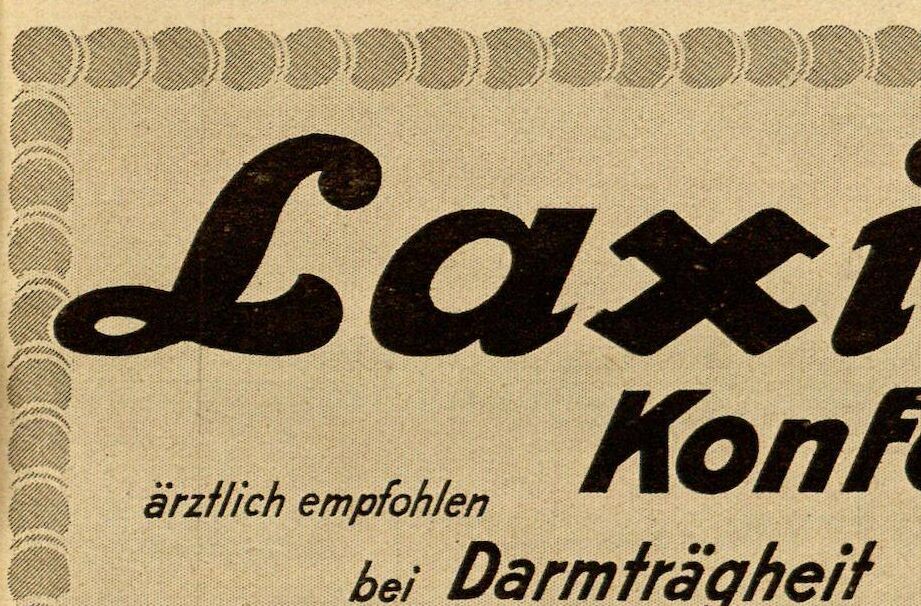 Laxi
Konf
ärztlich empfohlen
bei Darmträgheit